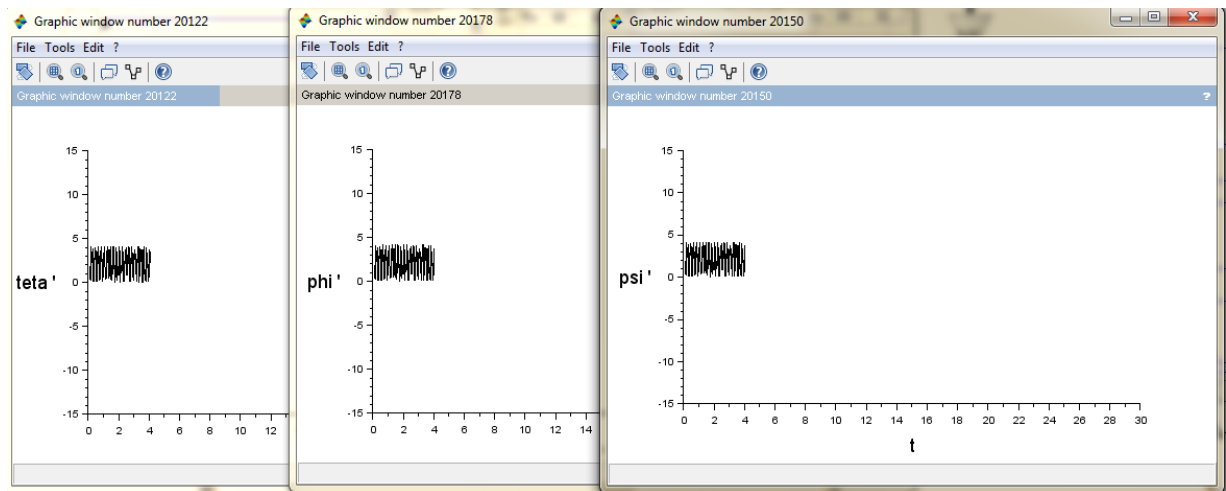 Graphic window number 20122
File Tools Edit ?
Graphic window number 20122
15
10
5
teta ' 0
-5
-10
-15
0 2 4 6 8 10 12
Graphic window number 20178
File Tools Edit ?
Graphic window number 20178
15
10
5
phi ' 0
-5
-10
-15
0 2 4 6 8 10 12 14
Graphic window number 20150
File Tools Edit ?
Graphic window number 20150 ?
15
10
5
psi ' 0
-5
-10
-15
0 2 4 6 8 10 12 14 16 18 20 22 24 26 28 30
t